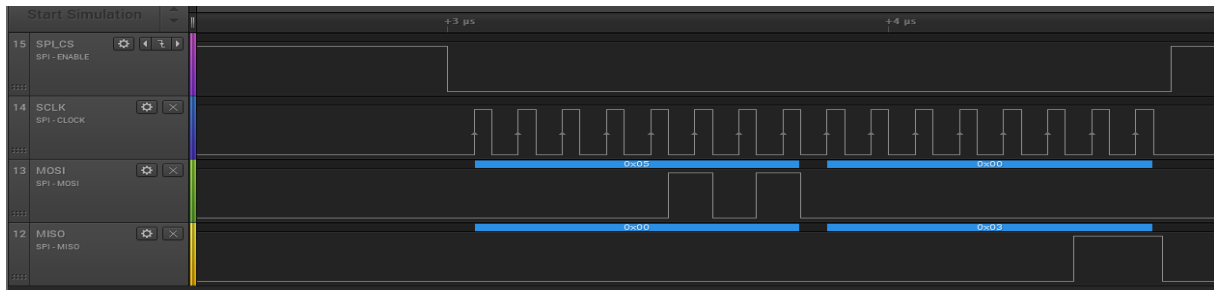 Start Simulation
+3 µs
+4 µs
15 SPI_CS
SPI - ENABLE
14 SCLK
SPI - CLOCK
0x05
0x00
13 MOSI
SPI - MOSI
0x00
0x03
12 MISO
SPI - MISO